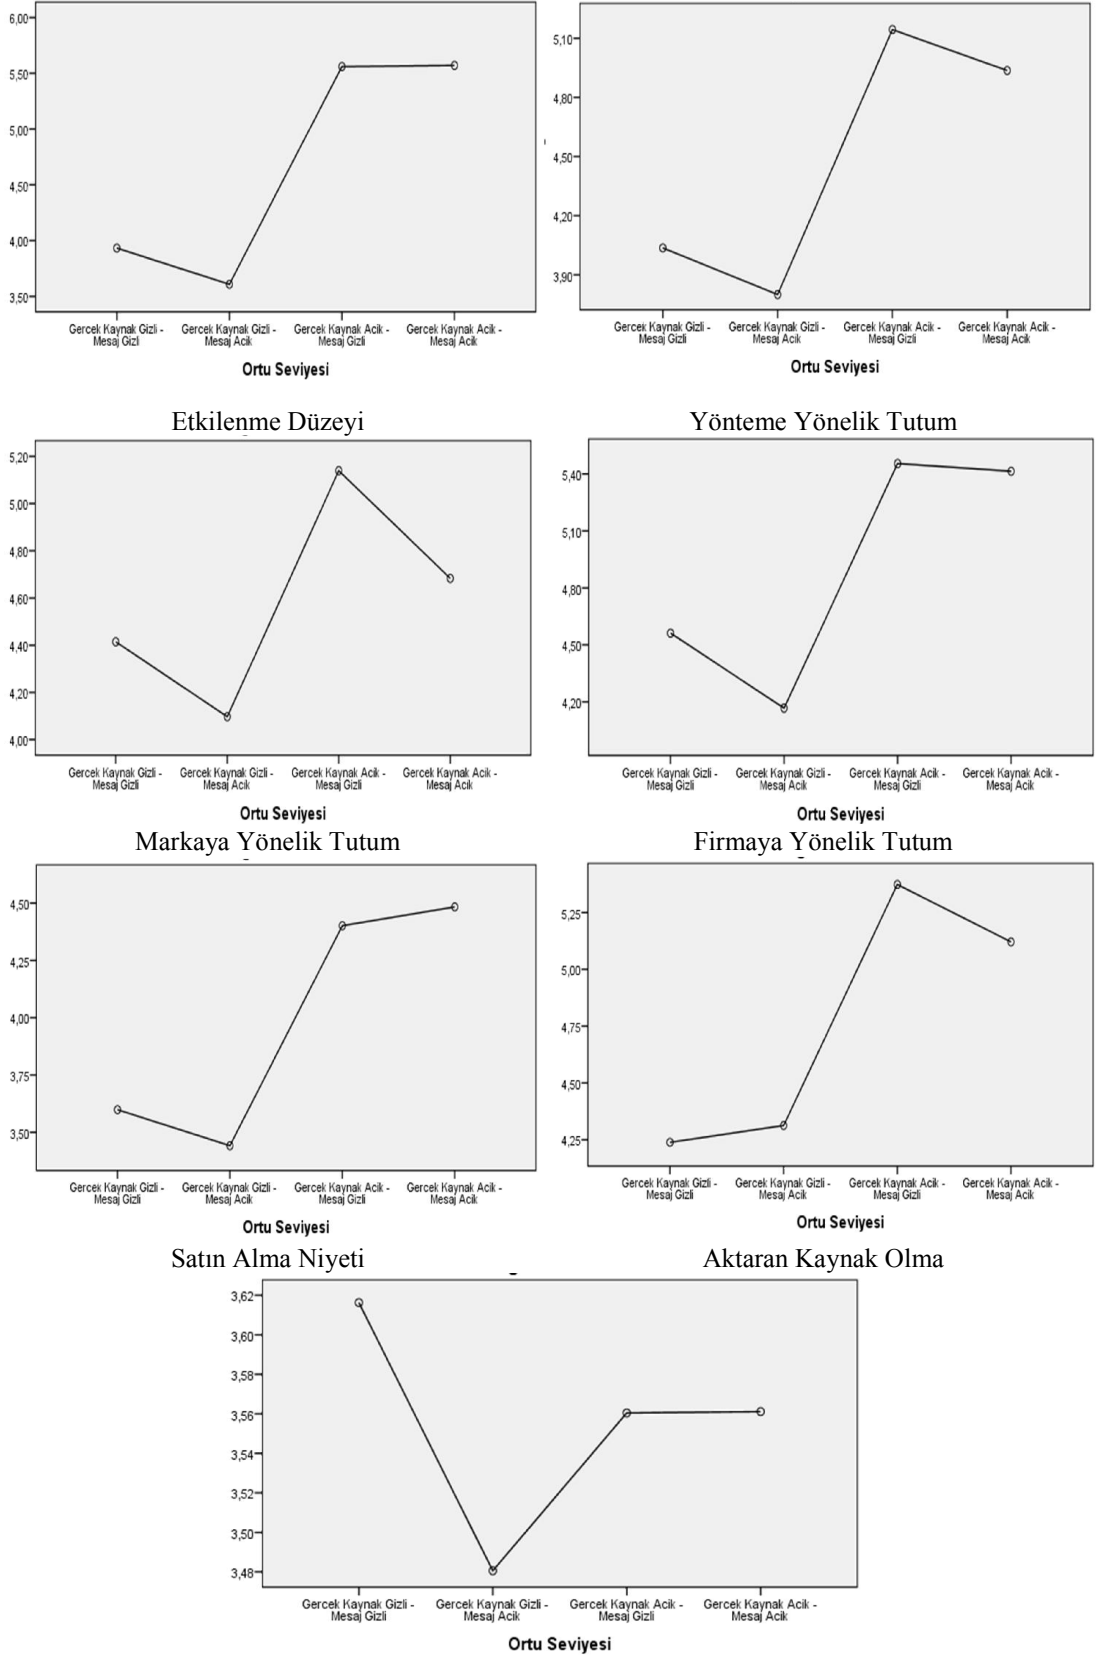 6,00
5,50
5,00
4,50
4,00
3,50
Gercek Kaynak Gizli - Gercek Kaynak Gizli - Gercek Kaynak Acik - Gercek Kaynak Acik -
Mesaj Gizli Mesaj Acik Mesaj Gizli Mesaj Acik
Ortu Seviyesi
5,10
4,80
4,50
4,20
3,90
Gercek Kaynak Gizli - Gercek Kaynak Gizli - Gercek Kaynak Acik - Gercek Kaynak Acik -
Mesaj Gizli Mesaj Acik Mesaj Gizli Mesaj Acik
Ortu Seviyesi
Etkilenme Düzeyi Yönteme Yönelik Tutum
5,20
5,00
4,80
4,60
4,40
4,20
4,00
Gercek Kaynak Gizli - Gercek Kaynak Gizli - Gercek Kaynak Acik - Gercek Kaynak Acik -
Mesaj Gizli Mesaj Acik Mesaj Gizli Mesaj Acik
Ortu Seviyesi
5,40
5,10
4,80
4,50
4,20
Gercek Kaynak Gizli - Gercek Kaynak Gizli - Gercek Kaynak Acik - Gercek Kaynak Acik -
Mesaj Gizli Mesaj Acik Mesaj Gizli Mesaj Acik
Ortu Seviyesi
Markaya Yönelik Tutum Firmaya Yönelik Tutum
4,50
4,25
4,00
3,75
3,50
Gercek Kaynak Gizli - Gercek Kaynak Gizli - Gercek Kaynak Acik - Gercek Kaynak Acik -
Mesaj Gizli Mesaj Acik Mesaj Gizli Mesaj Acik
Ortu Seviyesi
5,25
5,00
4,75
4,50
4,25
Gercek Kaynak Gizli - Gercek Kaynak Gizli - Gercek Kaynak Acik - Gercek Kaynak Acik -
Mesaj Gizli Mesaj Acik Mesaj Gizli Mesaj Acik
Ortu Seviyesi
Satın Alma Niyeti Aktaran Kaynak Olma
3,62
3,60
3,58
3,56
3,54
3,52
3,50
3,48
Gercek Kaynak Gizli - Gercek Kaynak Gizli - Gercek Kaynak Acik - Gercek Kaynak Acik -
Mesaj Gizli Mesaj Acik Mesaj Gizli Mesaj Acik
Ortu Seviyesi